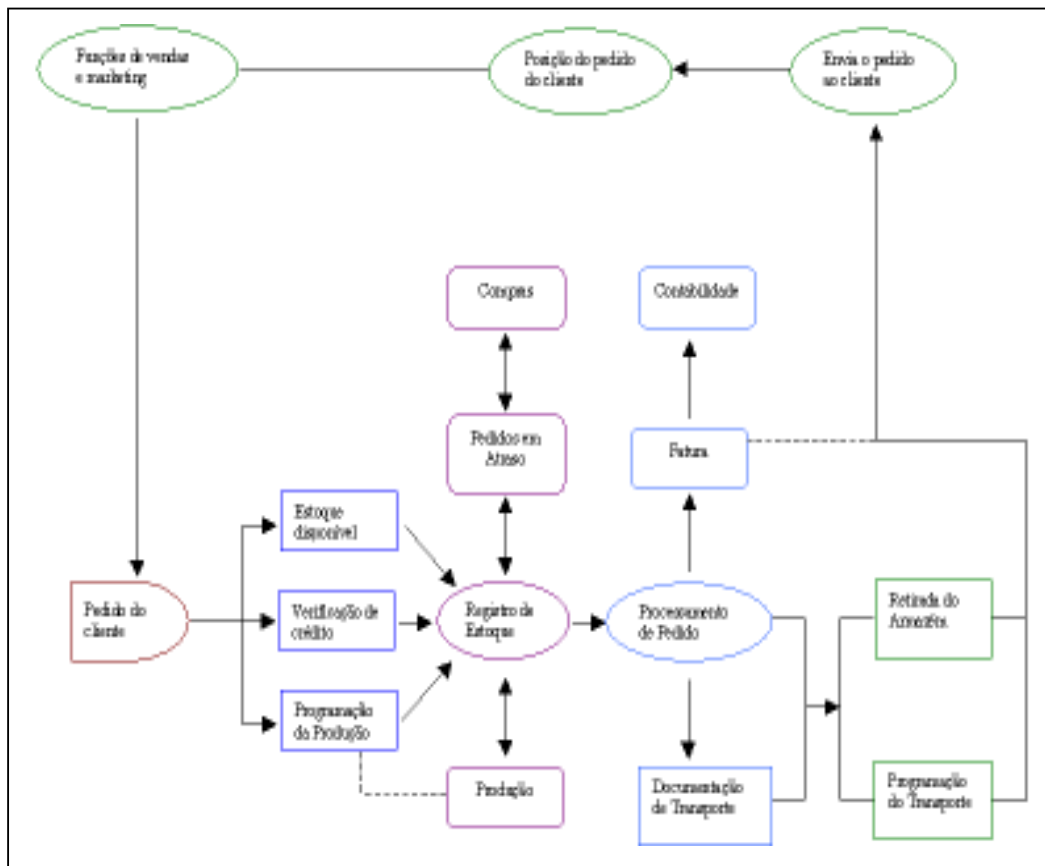 Funções de vendas
e marketing
Posição do pedido
do cliente
Envia o pedido
ao cliente
Compras
Contabilidade
Pedidos em
Atraso
Fatura
Estoque
disponível
Pedido do
cliente
Verificação de
crédito
Registro de
Estoque
Processamento
de Pedido
Retirada do
Armazém
Programação
da Produção
Produção
Documentação
de Transporte
Programação
do Transporte